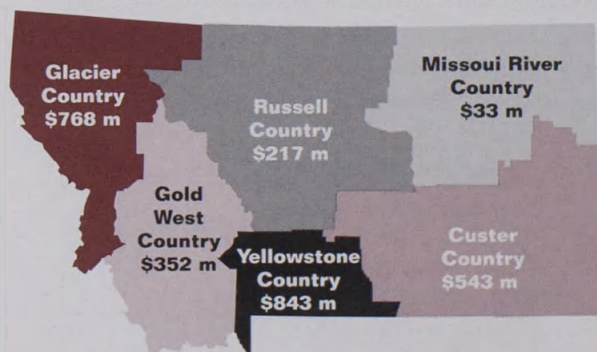 Glacier
Country
$768 m
Russell
Country
$217 m
Missoui River
Country
$33 m
Gold
West
Country
$352 m
Yellowstone
Country
$843 m
Custer
Country
$543 m